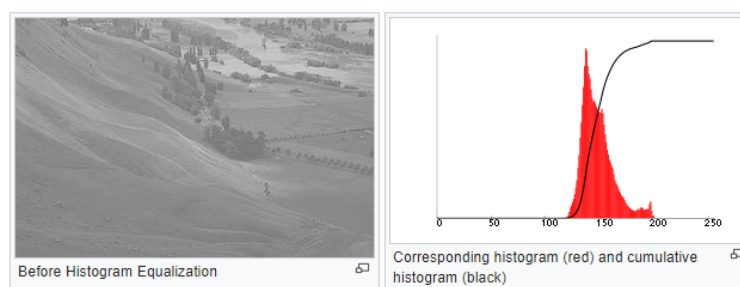 0 50 100 150 200 250
Before Histogram Equalization
Corresponding histogram (red) and cumulative
histogram (black)